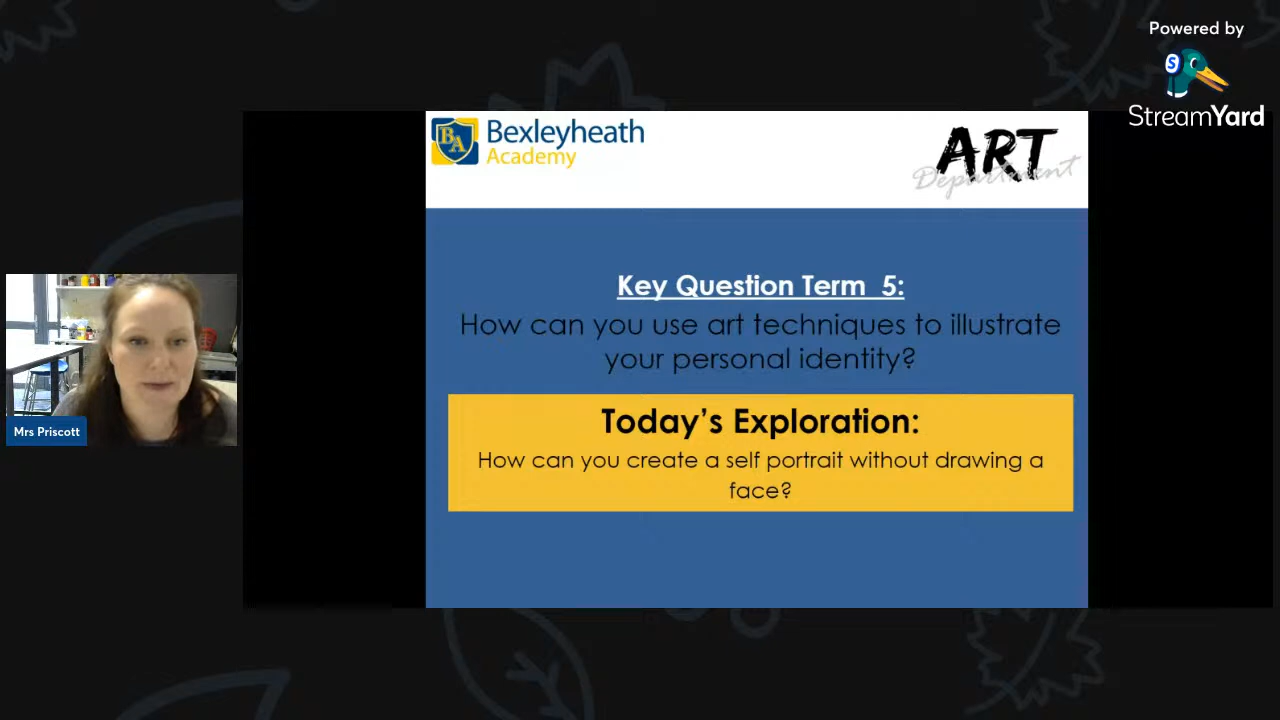 Powered by
StreamYard
BA
Bexleyheath
Academy
ART
Department
Key Question Term 5:
How can you use art techniques to illustrate
your personal identity?
Today's Exploration:
How can you create a self portrait without drawing a
face?
Mrs Priscott